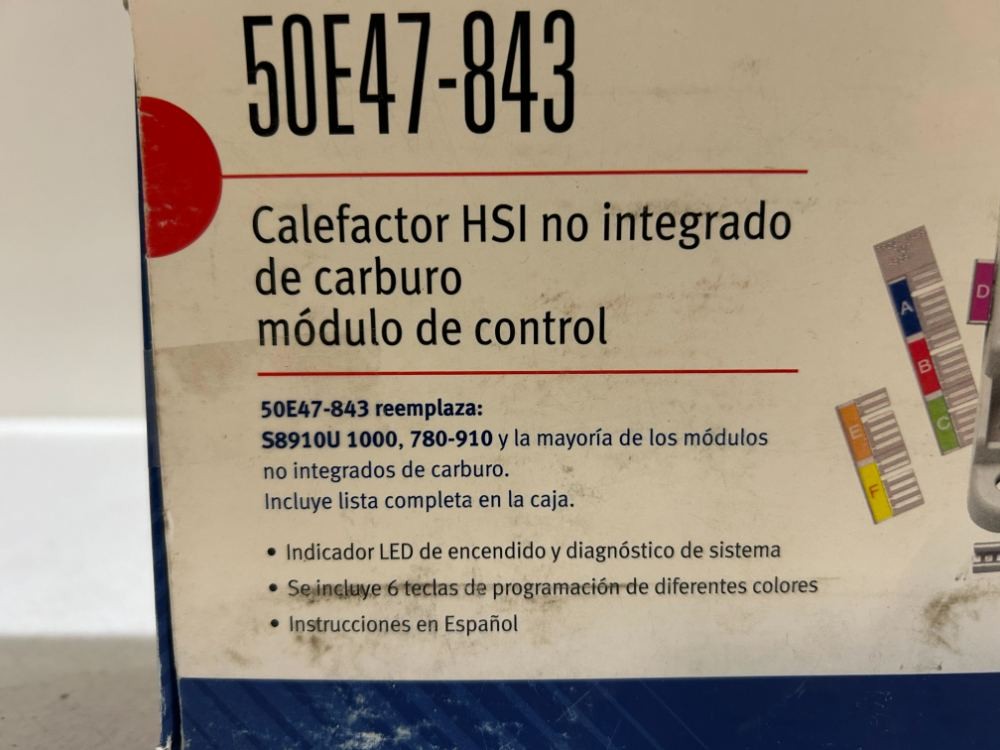 50E47-843
Calefactor HSI no integrado
de carburo
módulo de control
50E47-843 reemplaza:
S8910U 1000, 780-910 y la mayoría de los módulos
no integrados de carburo.
Incluye lista completa en la caja.
• Indicador LED de encendido y diagnóstico de sistema
• Se incluye 6 teclas de programación de diferentes colores
• Instrucciones en Español
A
B
C
D
E
F